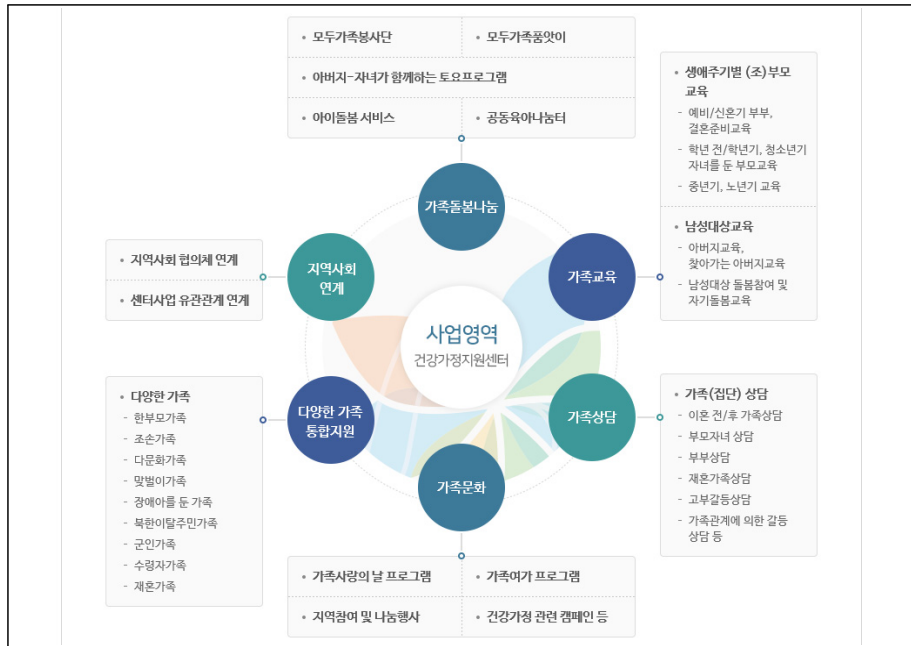 • 모두가족봉사단 • 모두가족품앗이
• 아버지-자녀가 함께하는 토요프로그램
• 아이돌봄 서비스 • 공동육아나눔터
가족돌봄나눔
• 생애주기별 (조)부모
교육
- 예비/신혼기 부부,
결혼준비교육
- 학년 전/학년기, 청소년기
자녀를 둔 부모교육
- 중년기, 노년기 교육
• 남성대상교육
- 아버지교육,
찾아가는 아버지교육
- 남성대상 돌봄참여 및
자기돌봄교육
가족교육
• 지역사회 협의체 연계
• 센터사업 유관관계 연계
지역사회
연계
사업영역
건강가정지원센터
• 다양한 가족
- 한부모가족
- 조손가족
- 다문화가족
- 맞벌이가족
- 장애아를 둔 가족
- 북한이탈주민가족
- 군인가족
- 수령자가족
- 재혼가족
다양한 가족
통합지원
가족상담
• 가족(집단) 상담
- 이혼 전/후 가족상담
- 부모자녀 상담
- 부부상담
- 재혼가족상담
- 고부갈등상담
- 가족관계에 의한 갈등
상담 등
가족문화
• 가족사랑의 날 프로그램 • 가족여가 프로그램
• 지역참여 및 나눔행사 • 건강가정 관련 캠페인 등